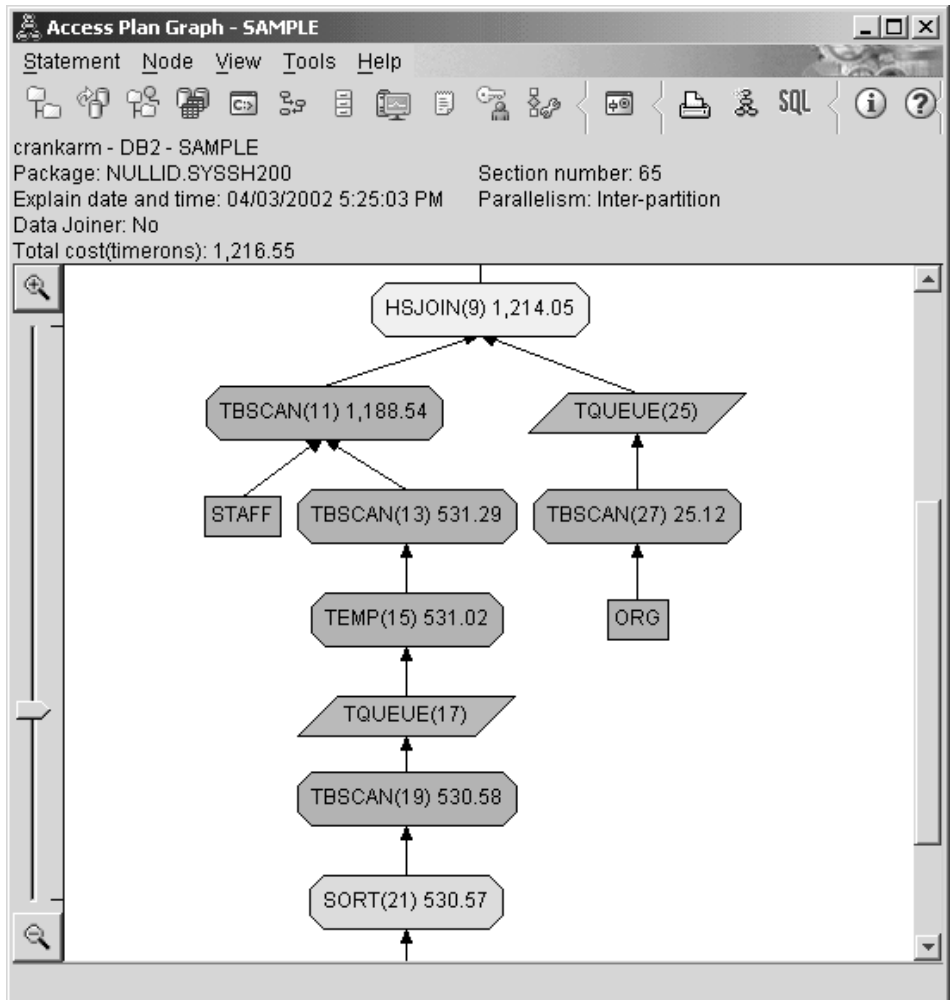 Access Plan Graph - SAMPLE
Statement Node View Tools Help
C:> SQL
crankarm - DB2 - SAMPLE
Package: NULLID.SYSSH200 Section number: 65
Explain date and time: 04/03/2002 5:25:03 PM Parallelism: Inter-partition
Data Joiner: No
Total cost(timerons): 1,216.55
HSJOIN(9) 1,214.05
TBSCAN(11) 1,188.54 TQUEUE(25)
STAFF TBSCAN(13) 531.29 TBSCAN(27) 25.12
TEMP(15) 531.02 ORG
TQUEUE(17)
TBSCAN(19) 530.58
SORT(21) 530.57